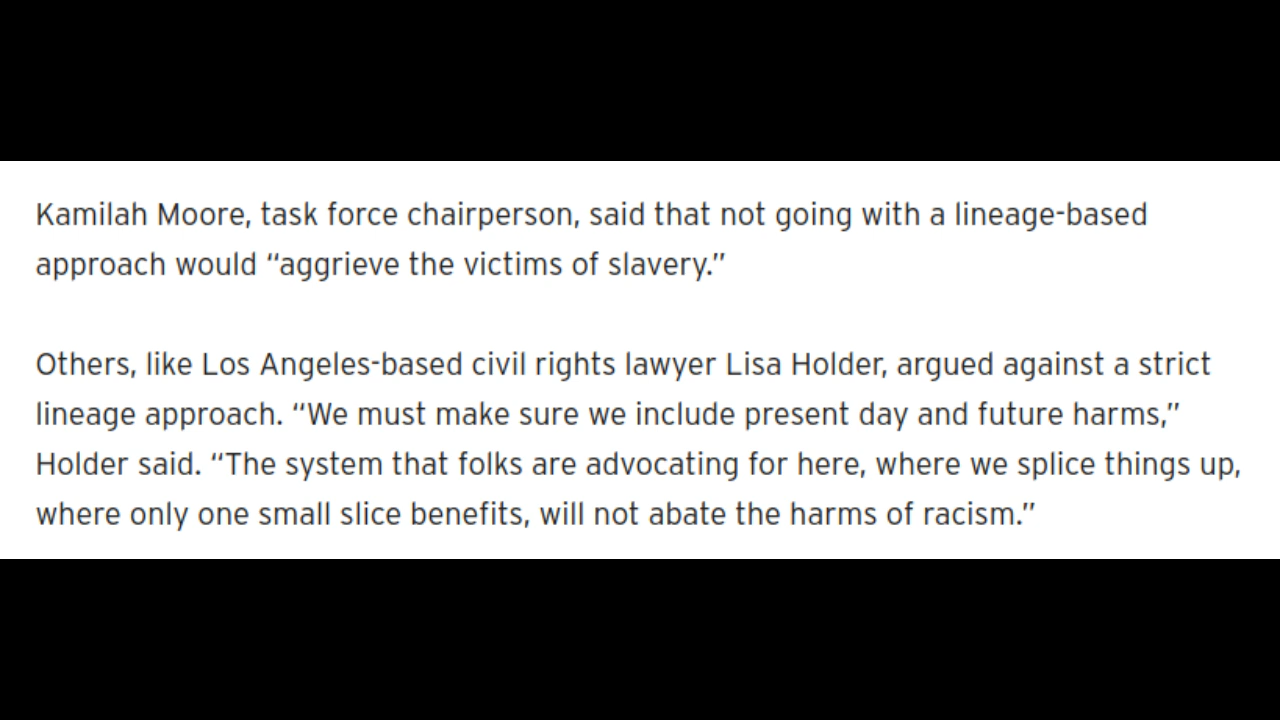 Kamilah Moore, task force chairperson, said that not going with a lineage-based
approach would “aggrieve the victims of slavery.”
Others, like Los Angeles-based civil rights lawyer Lisa Holder, argued against a strict
lineage approach. “We must make sure we include present day and future harms,”
Holder said. “The system that folks are advocating for here, where we splice things up,
where only one small slice benefits, will not abate the harms of racism.”